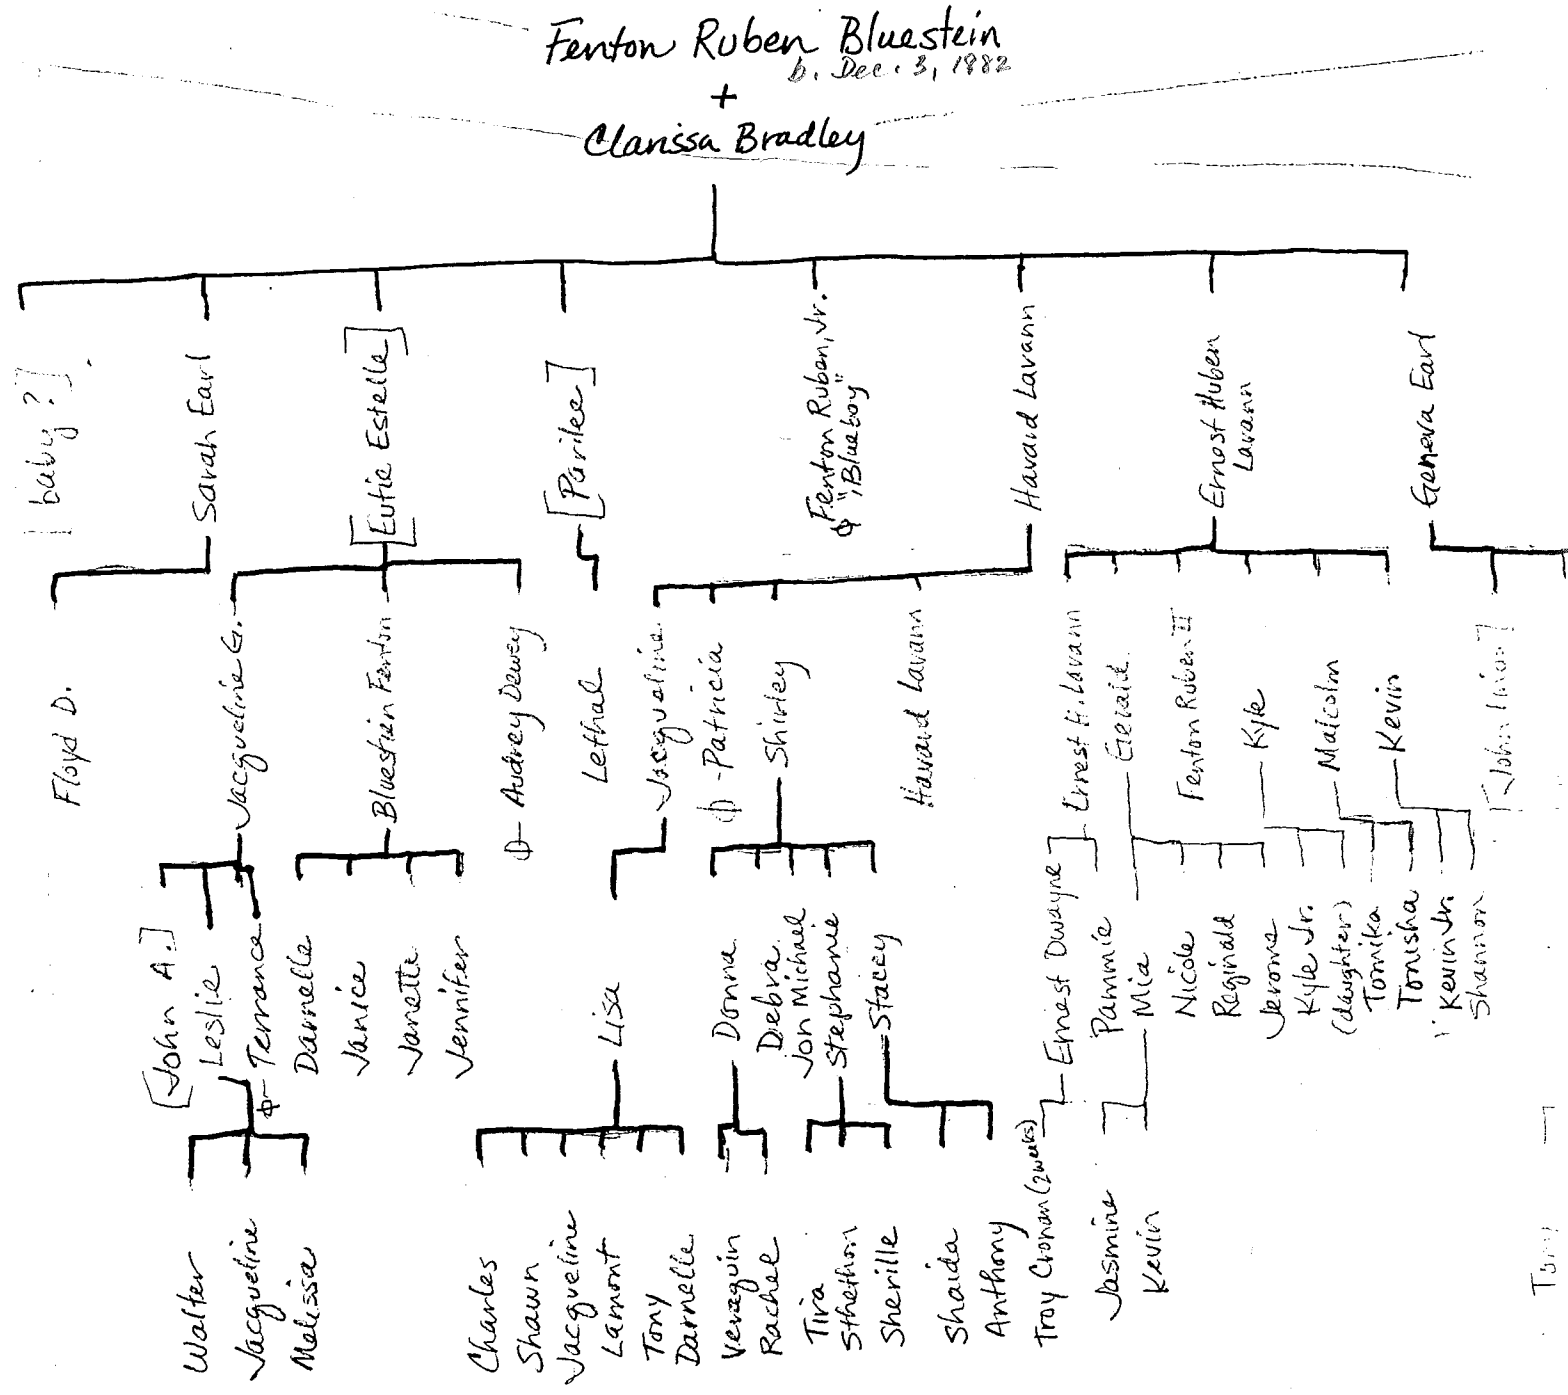 Fenton Ruben Bluestein
b. Dec. 3, 1882
+
Clarissa Bradley
[baby?]
Sarah Earl
[Eutie Estelle]
[Parilee]
Fenton Ruben, Jr.
"Blueboy"
Havard Lavann
Ernest Huben
Lavann
Geneva Earl
Floyd D.
Jacqueline G.
Bluestien Fenton
Audrey Dewey
Lethal
Jacqueline
Patricia
Shirley
Havard Lavann
Ernest H. Lavann
Gerald
Fenton Ruben II
Kyle
Malcolm
Kevin
[John
[John A.]
Leslie
Terrance
Darnelle
Janice
Janette
Jennifer
Lisa
Donna
Debra
Jon Michael
Stephanie
Stacey
Ernest Dwayne
Pammie
Mia
Nicole
Reginald
Jerome
Kyle Jr.
(daughter)
Tomika
Tonisha
Kevin Jr.
Shannon
Walter
Jacqueline
Melissa
Charles
Shawn
Jacqueline
Lamont
Tony
Darnelle
Veraquin
Rachel
Tira
Sthethon
Sherille
Shaida
Anthony
Troy Cronan (2 weeks)
Jasmine
Kevin